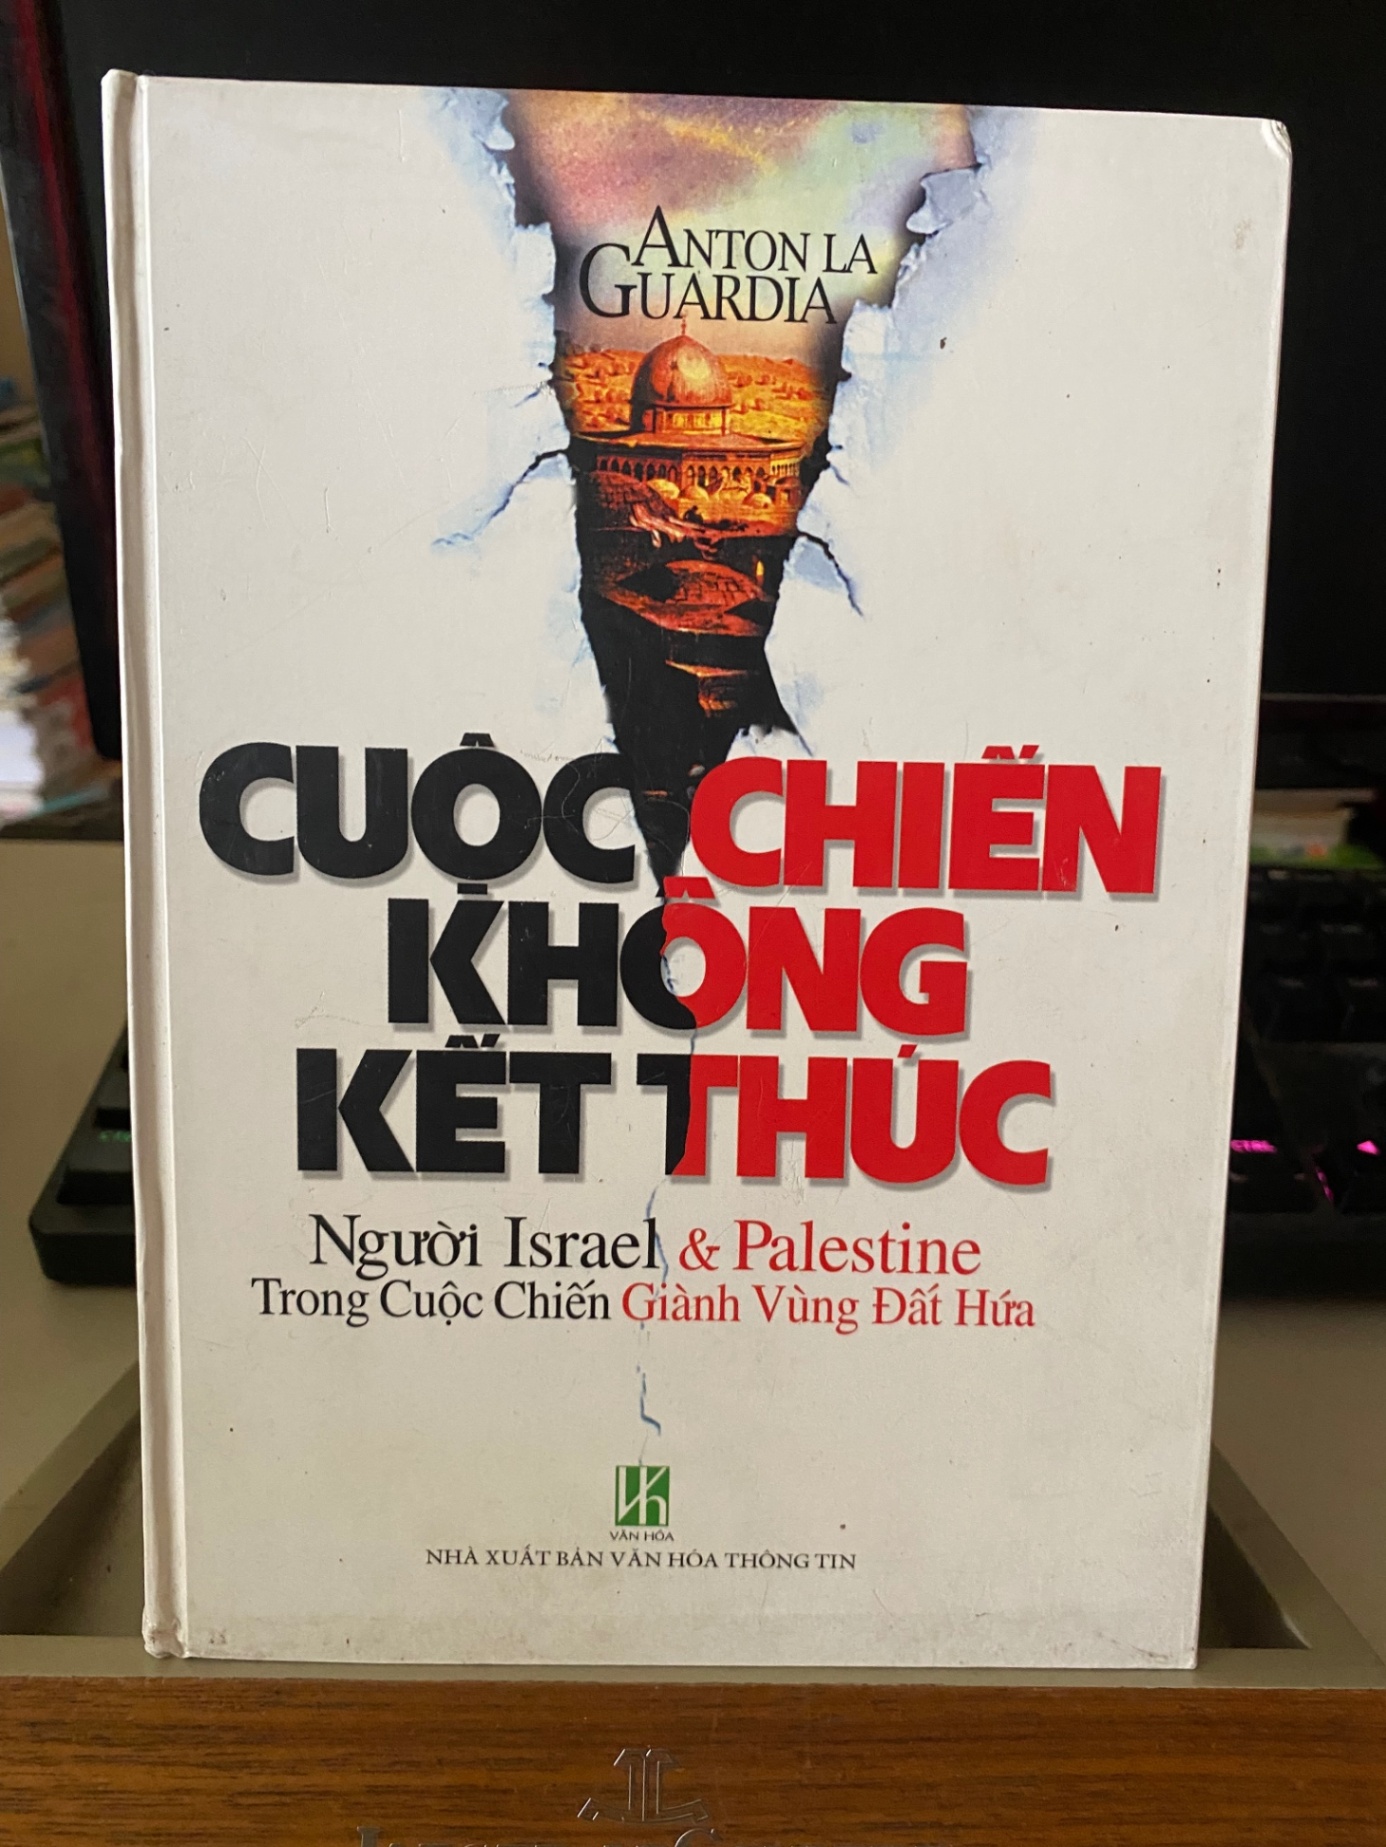 ANTON LA
GUARDIA
CUỘC CHIẾN
KHÔNG
KẾT THÚC
Người Israel & Palestine
Trong Cuộc Chiến Giành Vùng Đất Hứa
VĂN HÓA
NHÀ XUẤT BẢN VĂN HÓA THÔNG TIN
CTRL